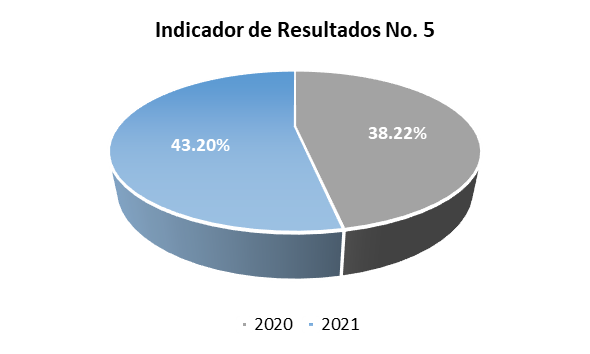 Indicador de Resultados No. 5
43.20%
38.22%
2020 2021